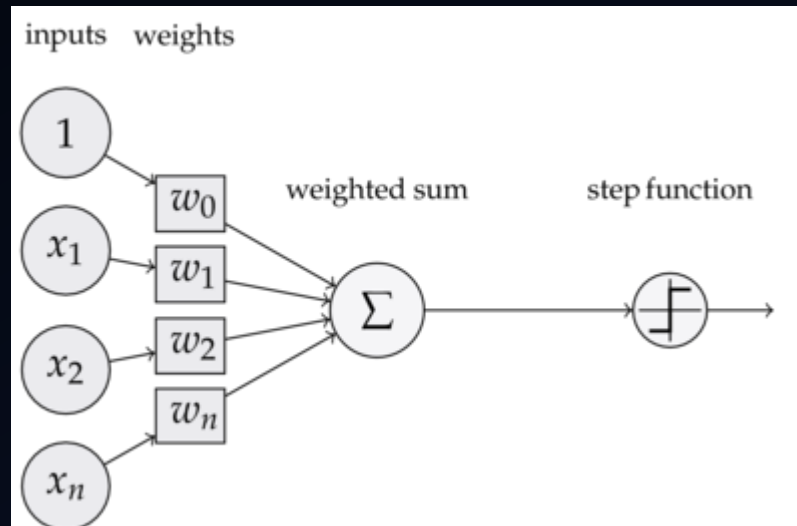 inputs weights
1
w₀
weighted sum
step function
x₁
w₁
Σ
x₂
w₂
wₙ
xₙ